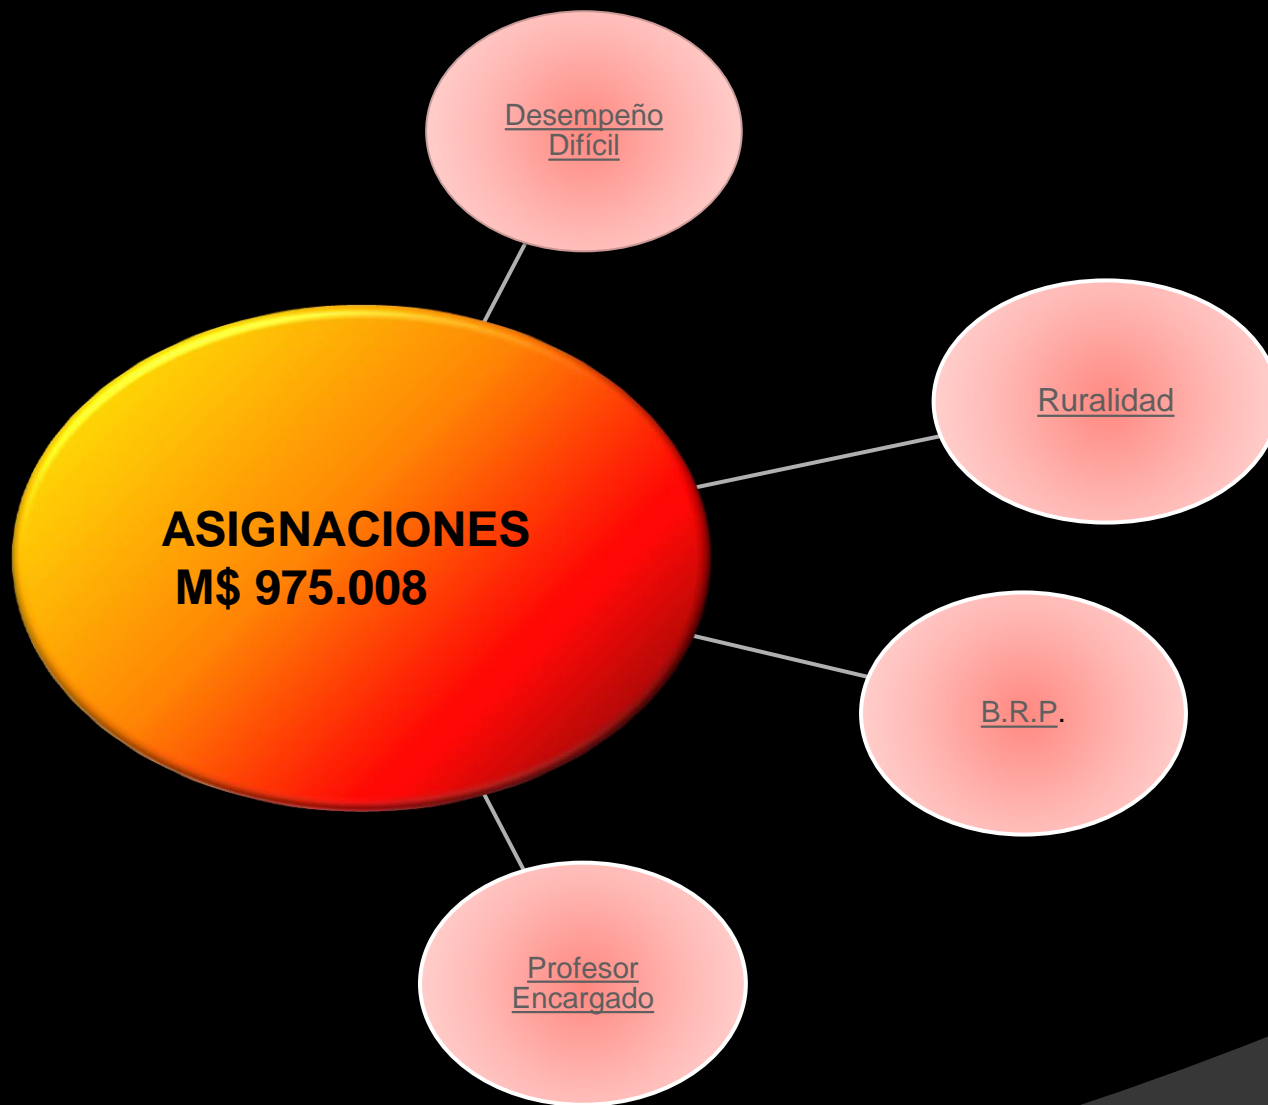 Desempeño
Difícil
Ruralidad
ASIGNACIONES
M$ 975.008
B.R.P.
Profesor
Encargado